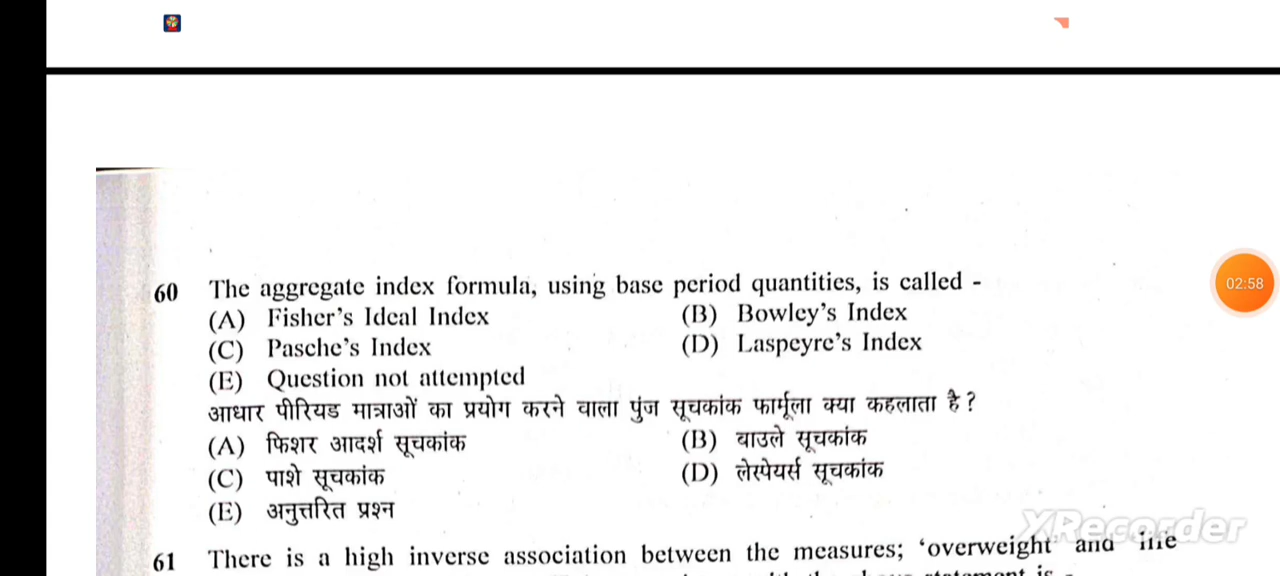 60 The aggregate index formula, using base period quantities, is called -
(A) Fisher's Ideal Index (B) Bowley's Index
(C) Pasche's Index (D) Laspeyre's Index
02:58
(E) Question not attempted
आधार पीरियड मात्राओं का प्रयोग करने वाला पुंज सूचकांक फार्मूला क्या कहलाता है ?
(A) फिशर आदर्श सूचकांक (B) बाउले सूचकांक
(C) पाशे सूचकांक (D) लेस्पेयर्स सूचकांक
(E) अनुत्तरित प्रश्न
XRecorder
61 There is a high inverse association between the measures; 'overweight' and 'life